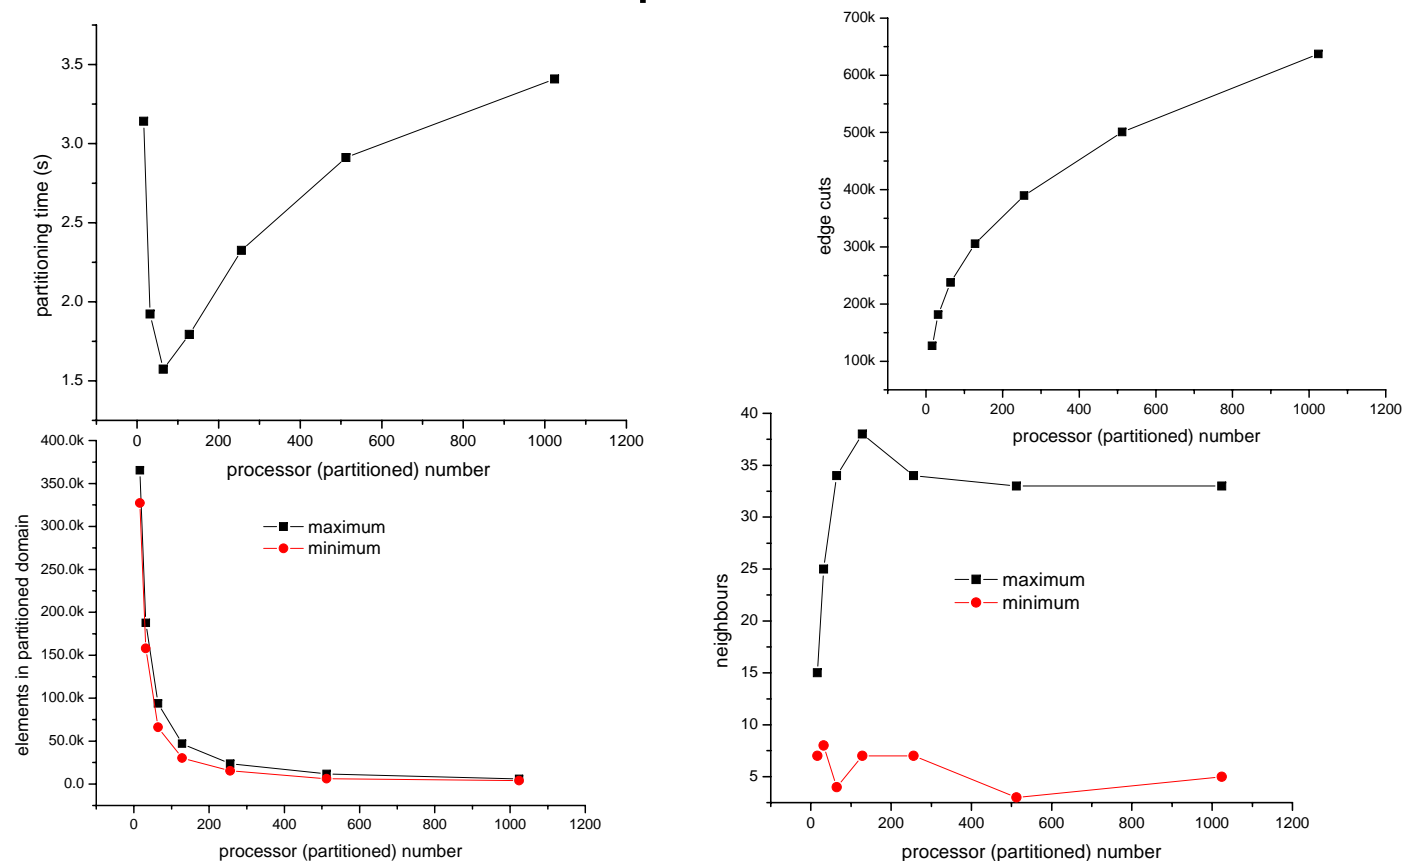 3.5
3.0
2.5
2.0
1.5
partitioning time (s)
0 200 400 600 800 1000 1200
processor (partitioned) number
700k
600k
500k
400k
300k
200k
100k
edge cuts
0 200 400 600 800 1000 1200
processor (partitioned) number
400.0k
350.0k
300.0k
250.0k
200.0k
150.0k
100.0k
50.0k
0.0
elements in partitioned domain
maximum
minimum
0 200 400 600 800 1000 1200
processor (partitioned) number
40
35
30
25
20
15
10
5
neighbours
maximum
minimum
0 200 400 600 800 1000 1200
processor (partitioned) number